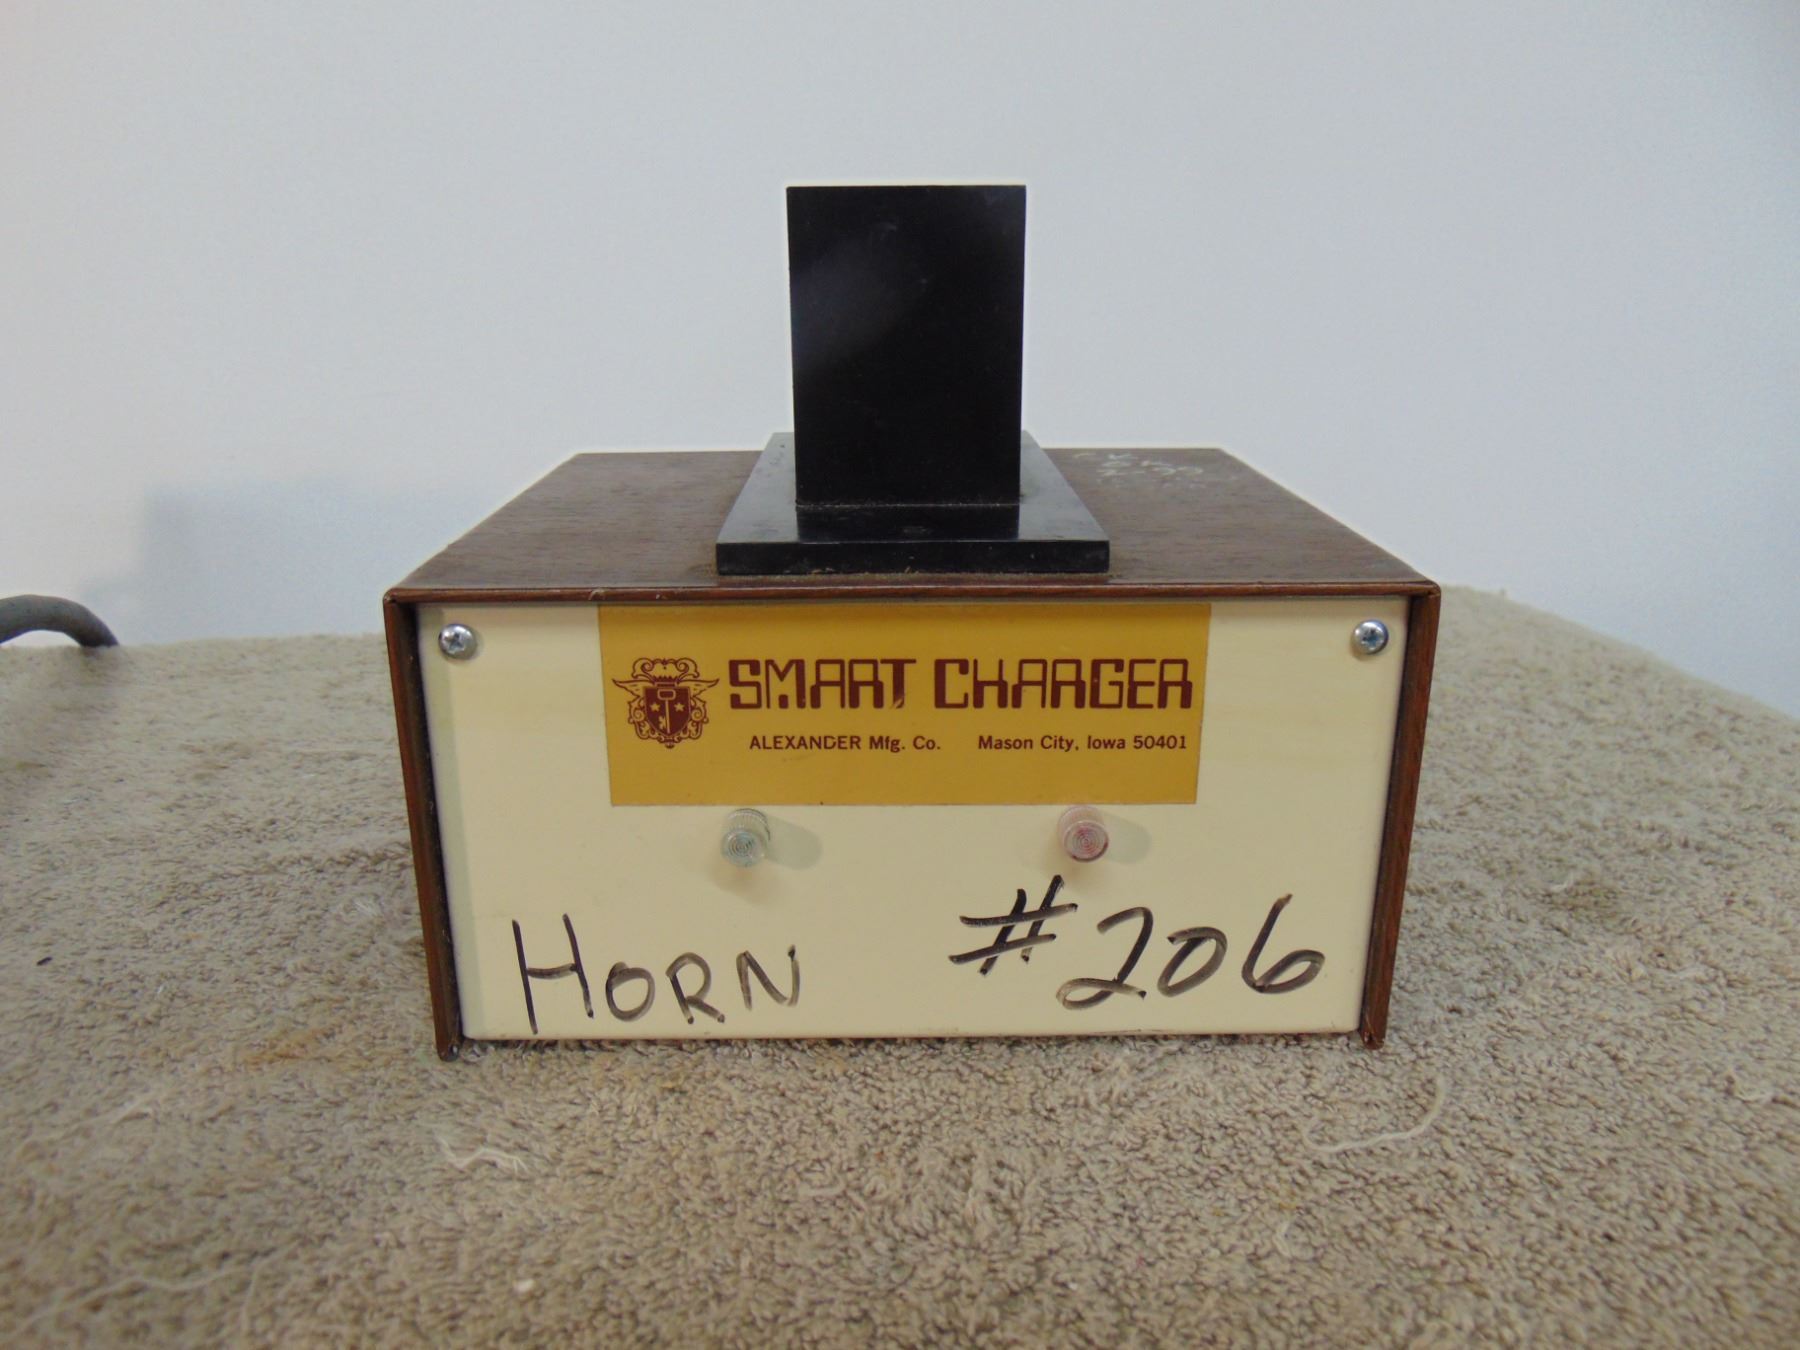 SMART CHARGER
ALEXANDER Mfg. Co. Mason City, Iowa 50401
HORN #206